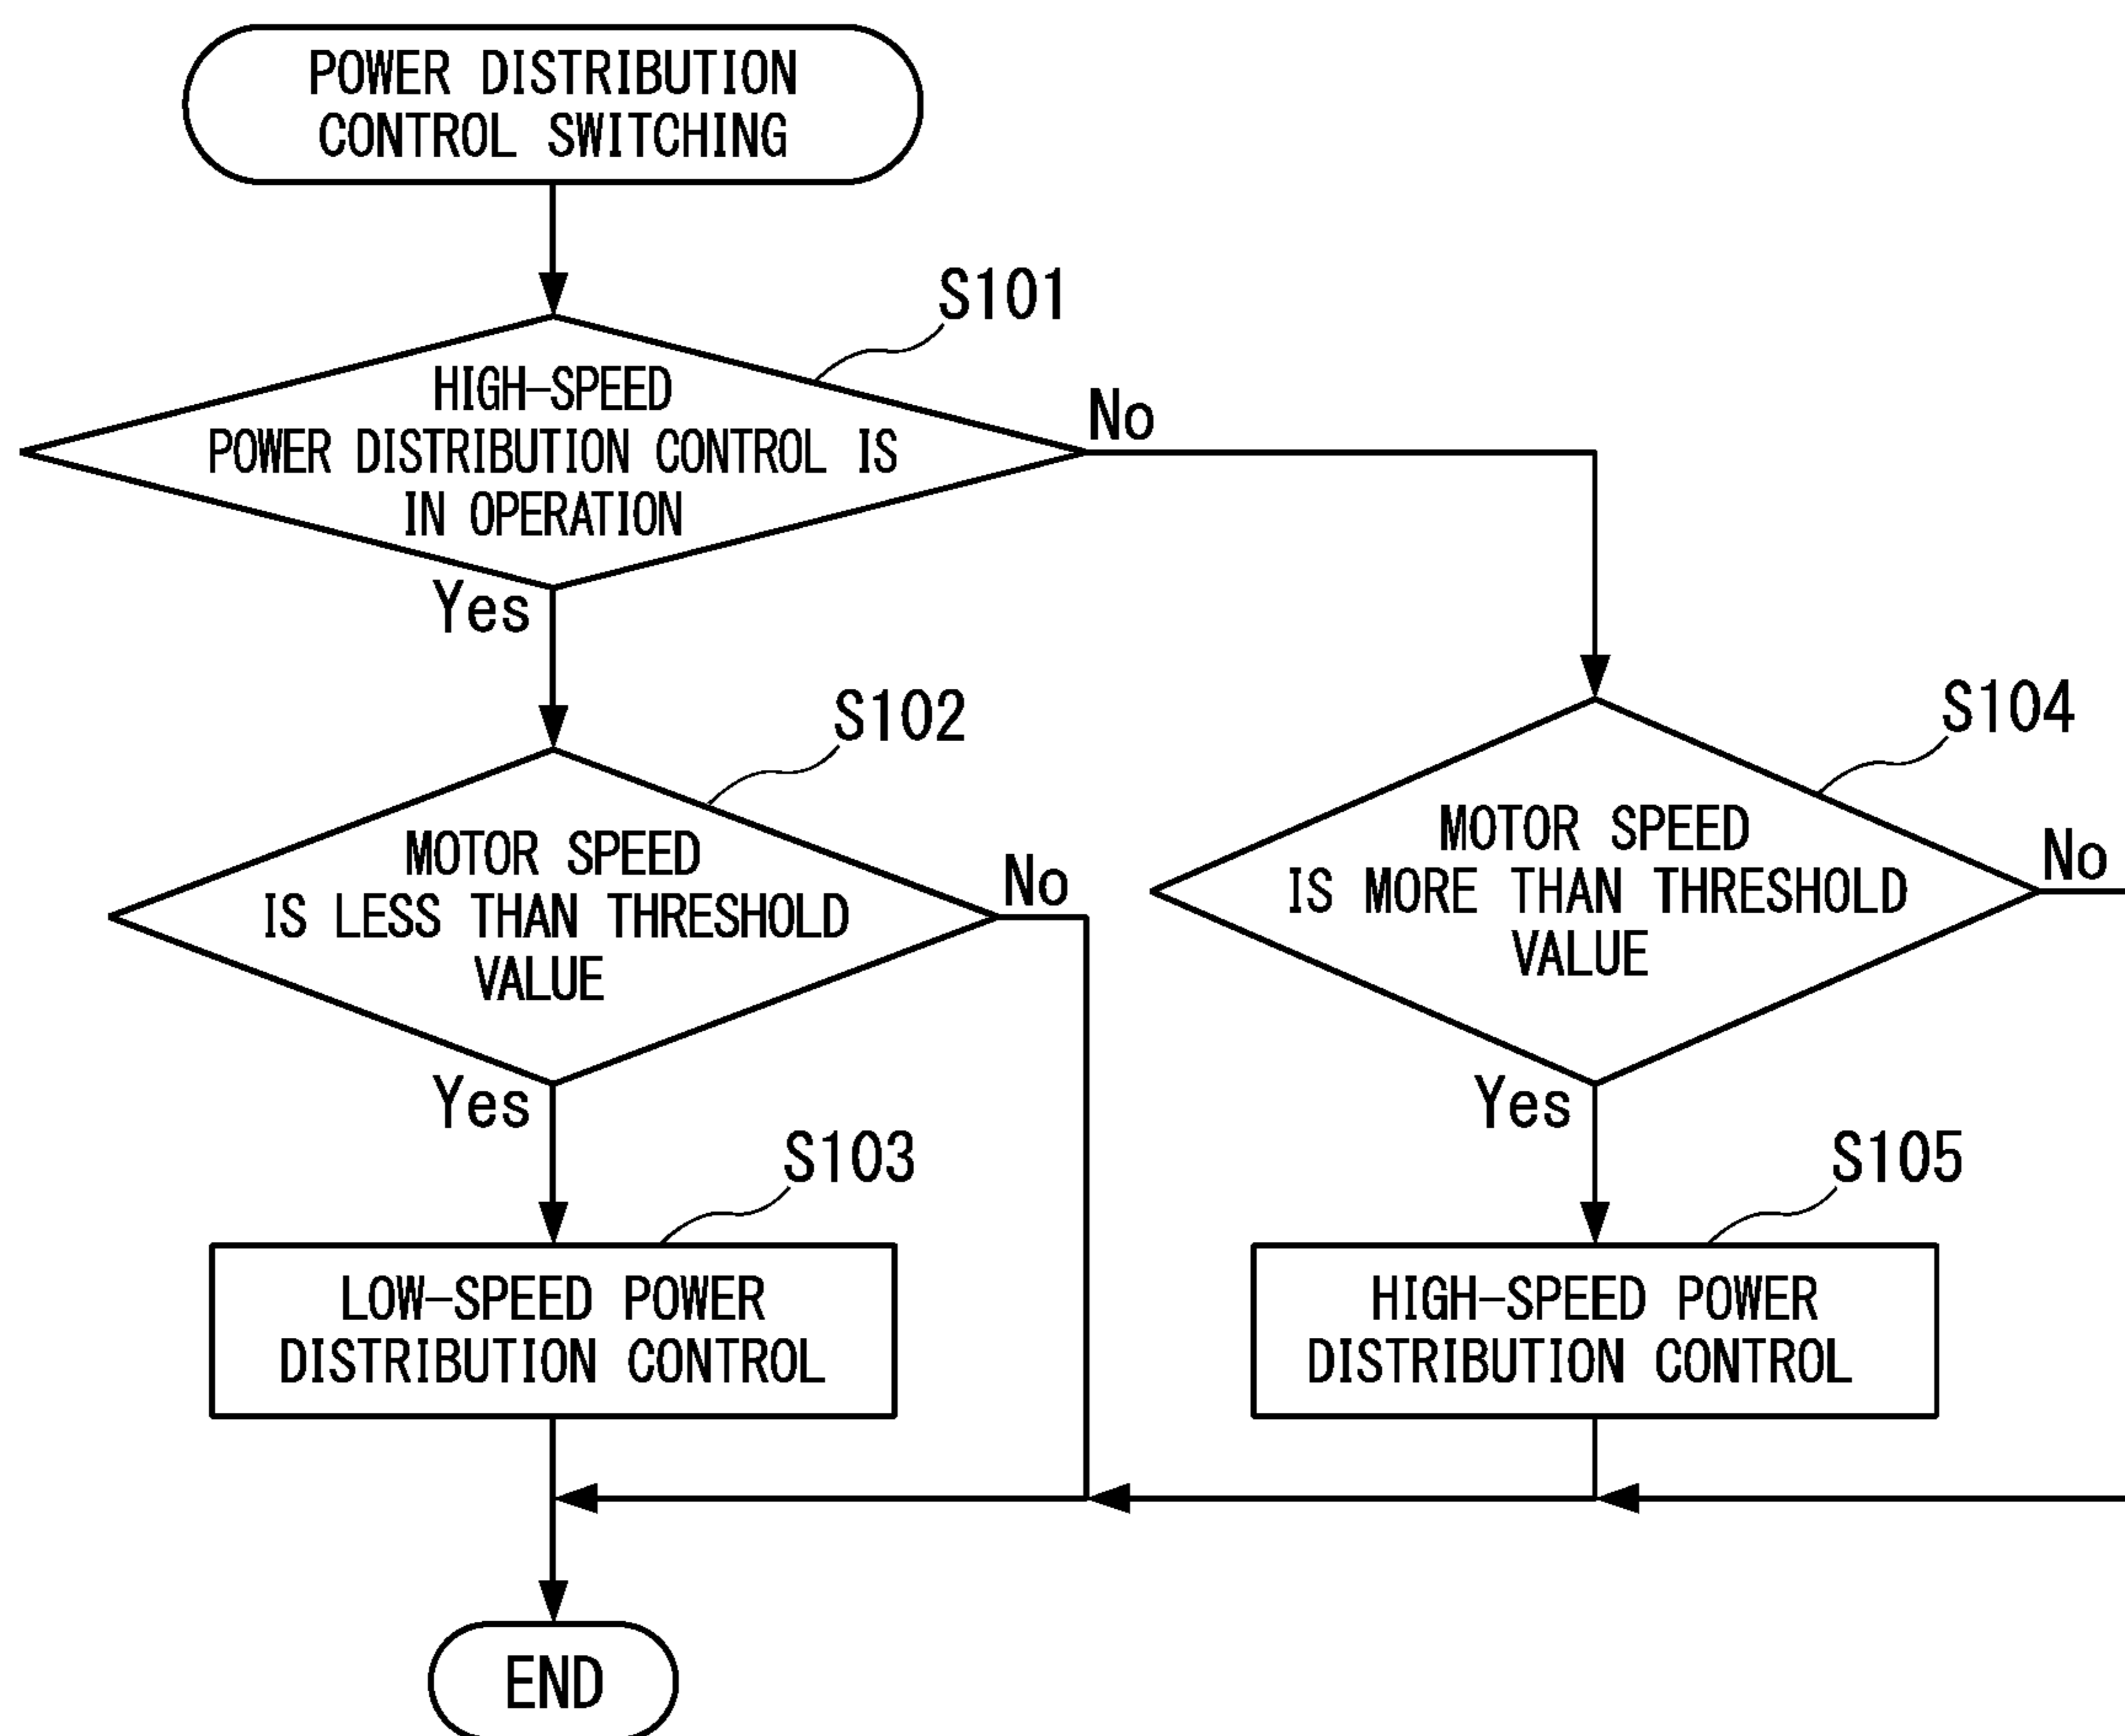 POWER DISTRIBUTION
CONTROL SWITCHING
S101
HIGH-SPEED
POWER DISTRIBUTION CONTROL IS
IN OPERATION
No
Yes
S102
MOTOR SPEED
IS LESS THAN THRESHOLD
VALUE
No
Yes
S103
LOW-SPEED POWER
DISTRIBUTION CONTROL
S104
MOTOR SPEED
IS MORE THAN THRESHOLD
VALUE
No
Yes
S105
HIGH-SPEED POWER
DISTRIBUTION CONTROL
END